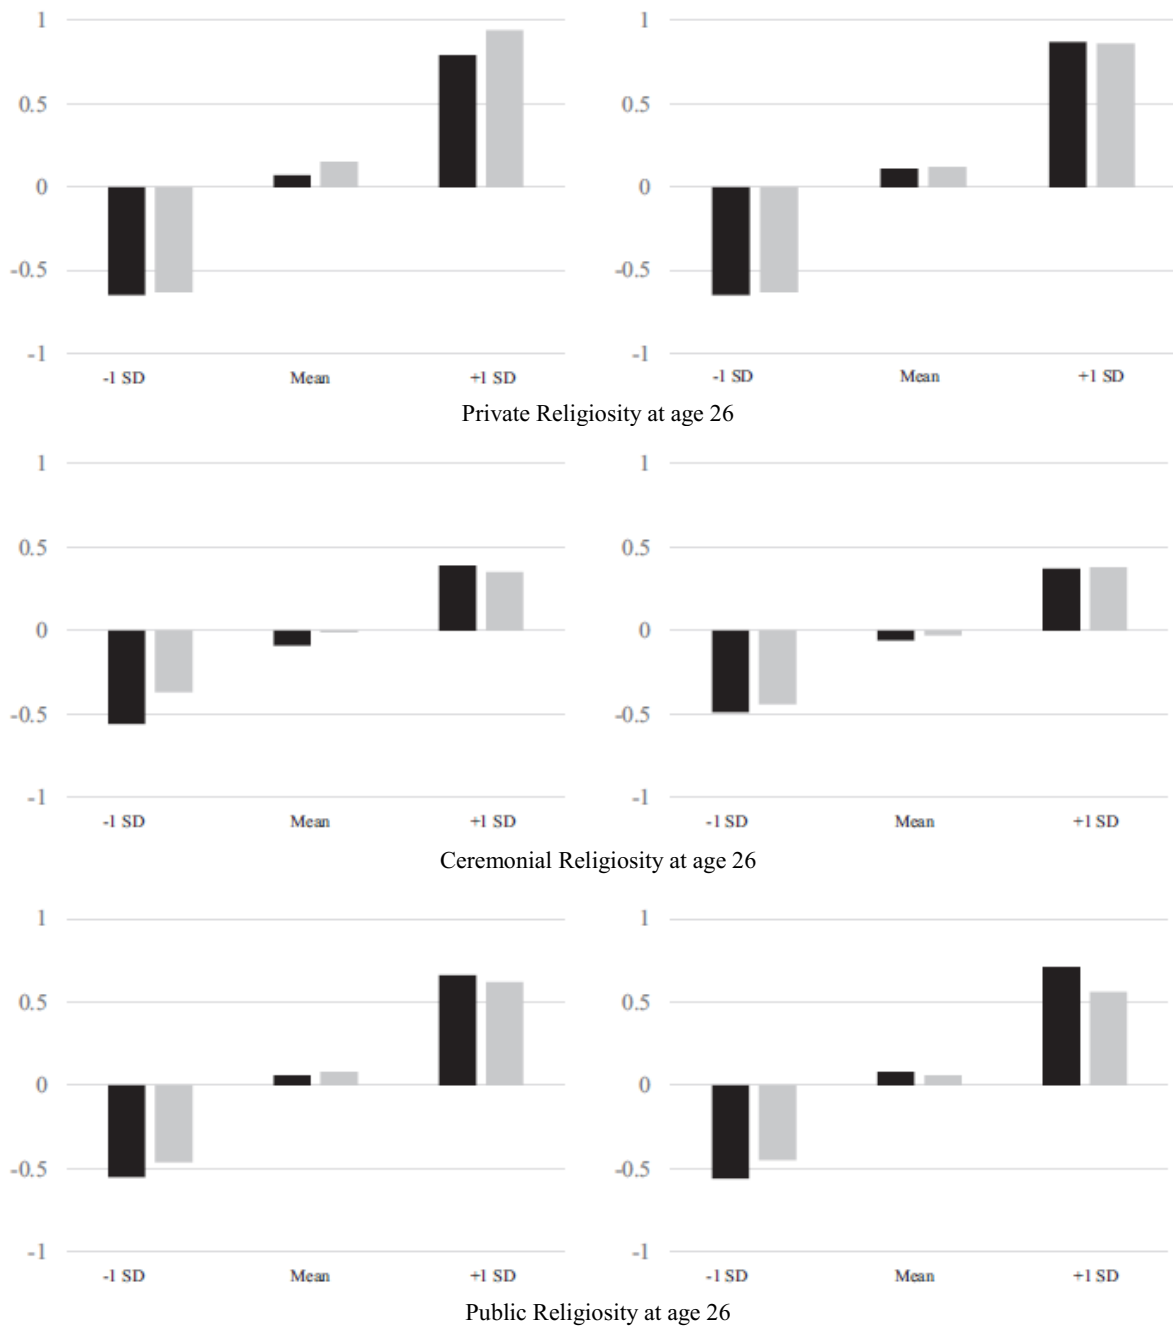 1 1
0.5 0.5
0 0
-0.5 -0.5
-1 -1
-1 SD Mean +1 SD -1 SD Mean +1 SD
Private Religiosity at age 26
1 1
0.5 0.5
0 0
-0.5 -0.5
-1 -1
-1 SD Mean +1 SD -1 SD Mean +1 SD
Ceremonial Religiosity at age 26
1 1
0.5 0.5
0 0
-0.5 -0.5
-1 -1
-1 SD Mean +1 SD -1 SD Mean +1 SD
Public Religiosity at age 26